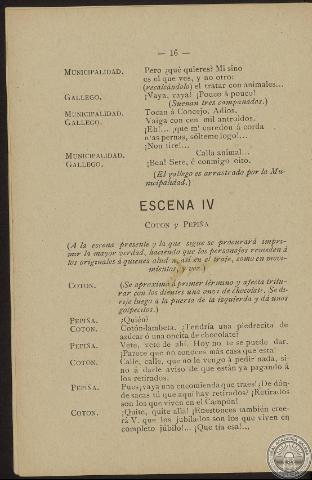 — 16 —
MUNICIPALIDAD. Pero ¿qué quieres? Mi sino
es el que ves, y no otro:
(recalcándolo) el tratar con animales...
GALLEGO. ¡Vaya, vaya! ¡Pouco á pouco!
(Suenan tres campanadas.)
MUNICIPALIDAD. Tocan á Concejo, Adios.
GALLEGO. Vaiga con cen mil antroidos.
¡Eh!... ¡que m' enredou á corda
n'as pernas, sólteme logo!...
¡Non tire!...
MUNICIPALIDAD. Calla animal...
GALLEGO. ¡Bea! Sete, é conmigo oito.
(El gallego es arrastrado por la Mu-
nicipalidad.)
ESCENA IV
COTON y PEPIÑA
(A la escena presente y la que sigue se procurará impri-
mir la mayor verdad, haciendo que los personajes remeden á
los originales á quienes alud n, así en el traje, como en movi-
mientos, y voz.)
COTON. (Se aproxima á primer término y afecta tritu-
rar con los dientes una onza de chocolate. Se di-
rije luego á la puerta de la izquierda y dá unos
golpecitos.)
PEPIÑA. ¿Quién?
COTON. Cotón-lambeta. ¿Tendría una piedrecita de
azúcar ó una oncita de chocolate?
PEPIÑA. Vete, vete de ahí. Hoy no te se puede dar.
¡Parece que no conoces más casa que esta!
COTON. Calle, calle, que no le vengo á pedir nada, si-
nó á darle aviso de que están ya pagando á
los retirados.
PEPIÑA. Pues ¡vaya una encomienda que traes! ¿De dón-
de sacas tú que aquí hay retirados? ¡Retirados
son los que viven en el Campón!
COTON. ¡Quite, quite allá! ¡Enestonces también cree-
rá V. que los jubilados son los que viven en
completo júbilo!... ¡Que tía esa!...